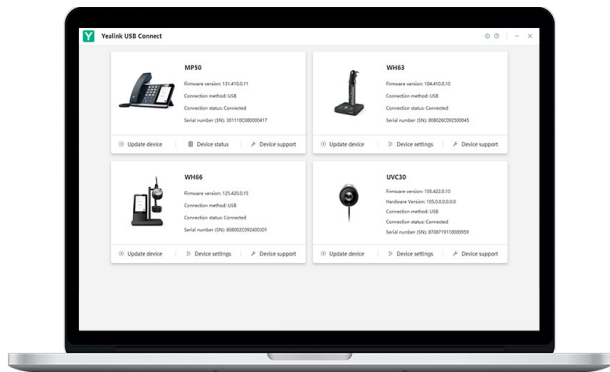 Y Yealink USB Connect
MP50
Firmware version: 131.410.0.11
Connection method: USB
Connection status: Connected
Serial number (SN): 301110C080000417
Update device
Device status
Device support
WH63
Firmware version: 104.410.0.10
Connection method: USB
Connection status: Connected
Serial number (SN): 808026C092500045
Update device
Device settings
Device support
WH66
Firmware version: 125.420.0.15
Connection method: USB
Connection status: Connected
Serial number (SN): 808002C092400301
Update device
Device settings
Device support
UVC30
Firmware version: 105.422.0.10
Hardware Version: 105.0.0.0.0.0.0
Connection method: USB
Connection status: Connected
Serial number (SN): 8708719110000959
Update device
Device settings
Device support